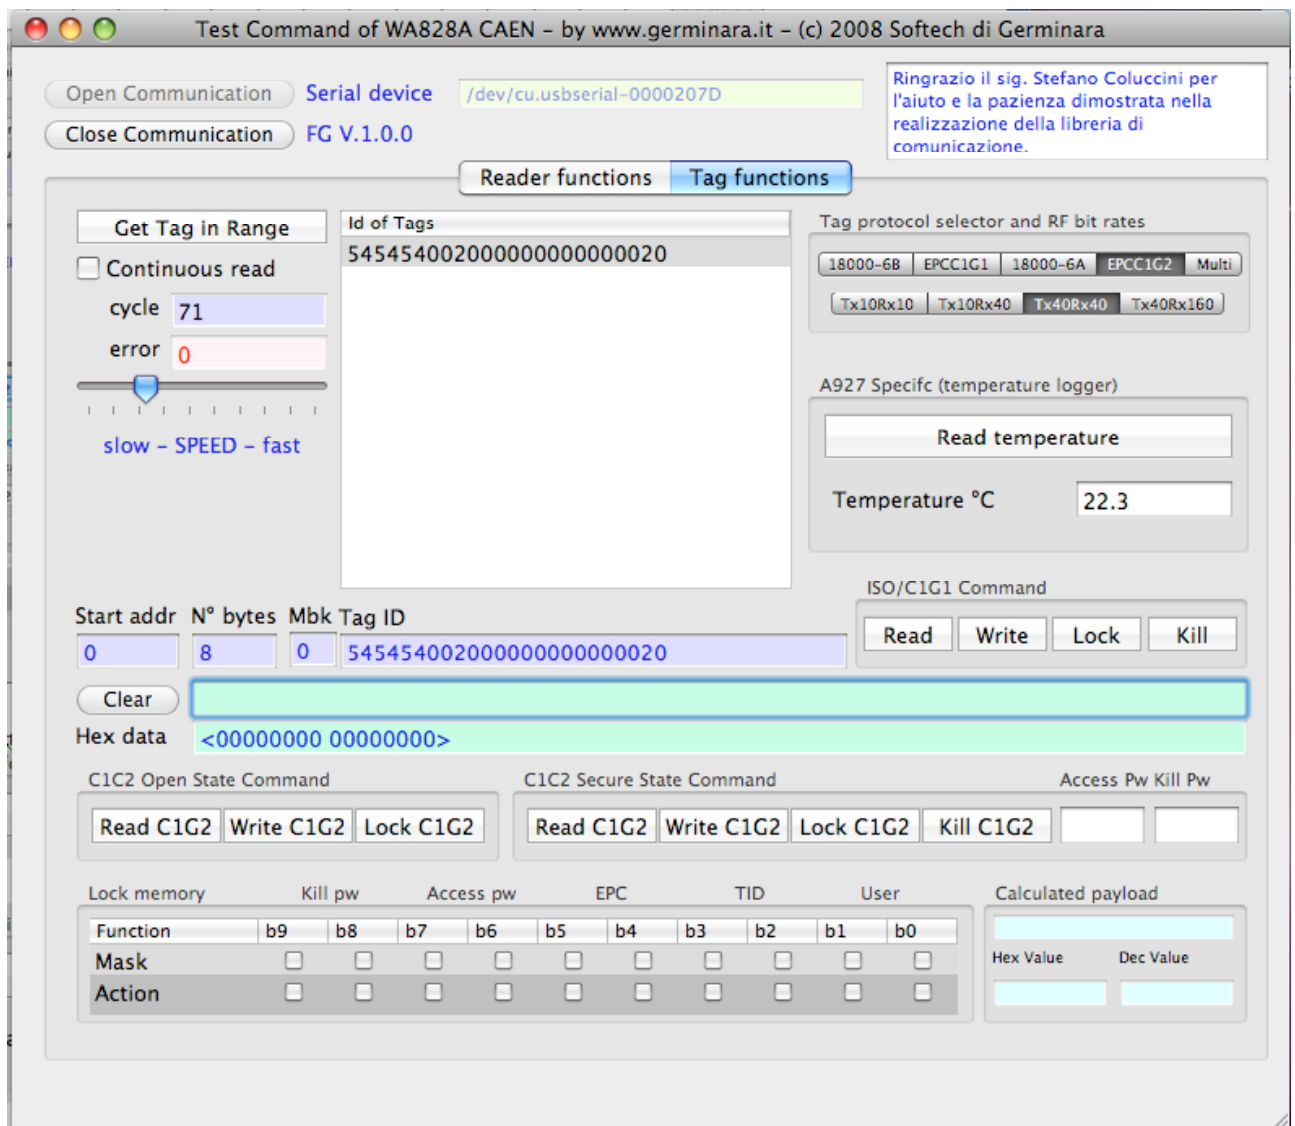 Test Command of WA828A CAEN – by www.germinara.it – (c) 2008 Softech di Germinara
Open Communication
Serial device
/dev/cu.usbserial-0000207D
Ringrazio il sig. Stefano Coluccini per
l'aiuto e la pazienza dimostrata nella
realizzazione della libreria di
comunicazione.
Close Communication
FG V.1.0.0
Reader functions
Tag functions
Get Tag in Range
Continuous read
cycle 71
error 0
slow – SPEED – fast
Id of Tags
545454002000000000000020
Tag protocol selector and RF bit rates
18000-6B EPCC1G1 18000-6A EPCC1G2 Multi
Tx10Rx10 Tx10Rx40 Tx40Rx40 Tx40Rx160
A927 Specifc (temperature logger)
Read temperature
Temperature °C 22.3
ISO/C1G1 Command
Read Write Lock Kill
Start addr N° bytes Mbk Tag ID
0 8 0 545454002000000000000020
Clear
Hex data <00000000 00000000>
C1C2 Open State Command
Read C1G2 Write C1G2 Lock C1G2
C1C2 Secure State Command
Access Pw Kill Pw
Read C1G2 Write C1G2 Lock C1G2 Kill C1G2
Lock memory Kill pw Access pw EPC TID User
Function b9 b8 b7 b6 b5 b4 b3 b2 b1 b0
Mask
Action
Calculated payload
Hex Value Dec Value